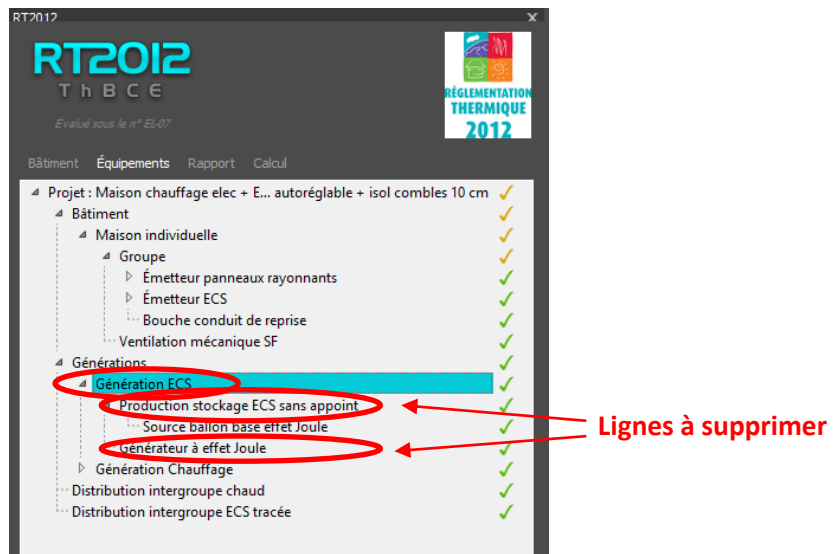 RT2012
X
RT2012
ThBCE
Évalué sous le n° EL-07
RÉGLEMENTATION
THERMIQUE
2012
Bâtiment Équipements Rapport Calcul
Projet : Maison chauffage elec + E... autoréglable + isol combles 10 cm
Bâtiment
Maison individuelle
Groupe
Émetteur panneaux rayonnants
Émetteur ECS
Bouche conduit de reprise
Ventilation mécanique SF
Générations
Génération ECS
Production stockage ECS sans appoint
Source ballon base effet Joule
Générateur à effet Joule
Génération Chauffage
Distribution intergroupe chaud
Distribution intergroupe ECS tracée
Lignes à supprimer